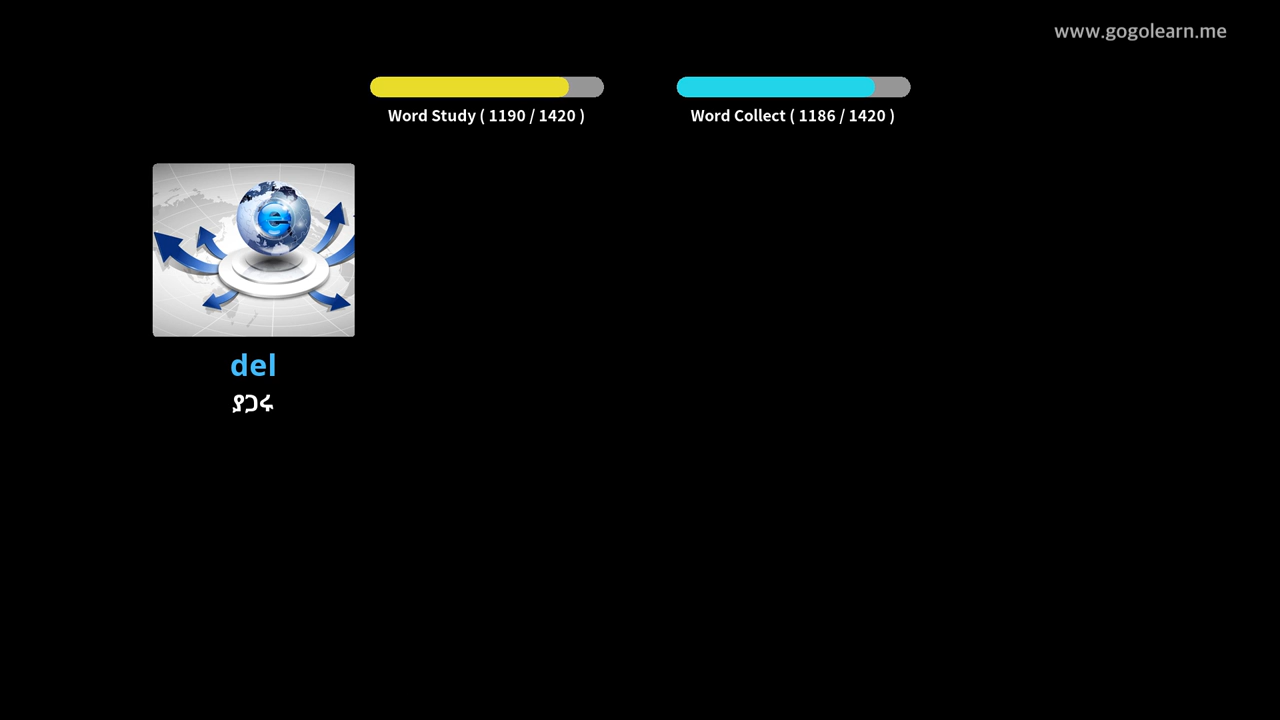 www.gogolearn.me
Word Study ( 1190 / 1420 )
Word Collect ( 1186 / 1420 )
e
del
ያጋሩ